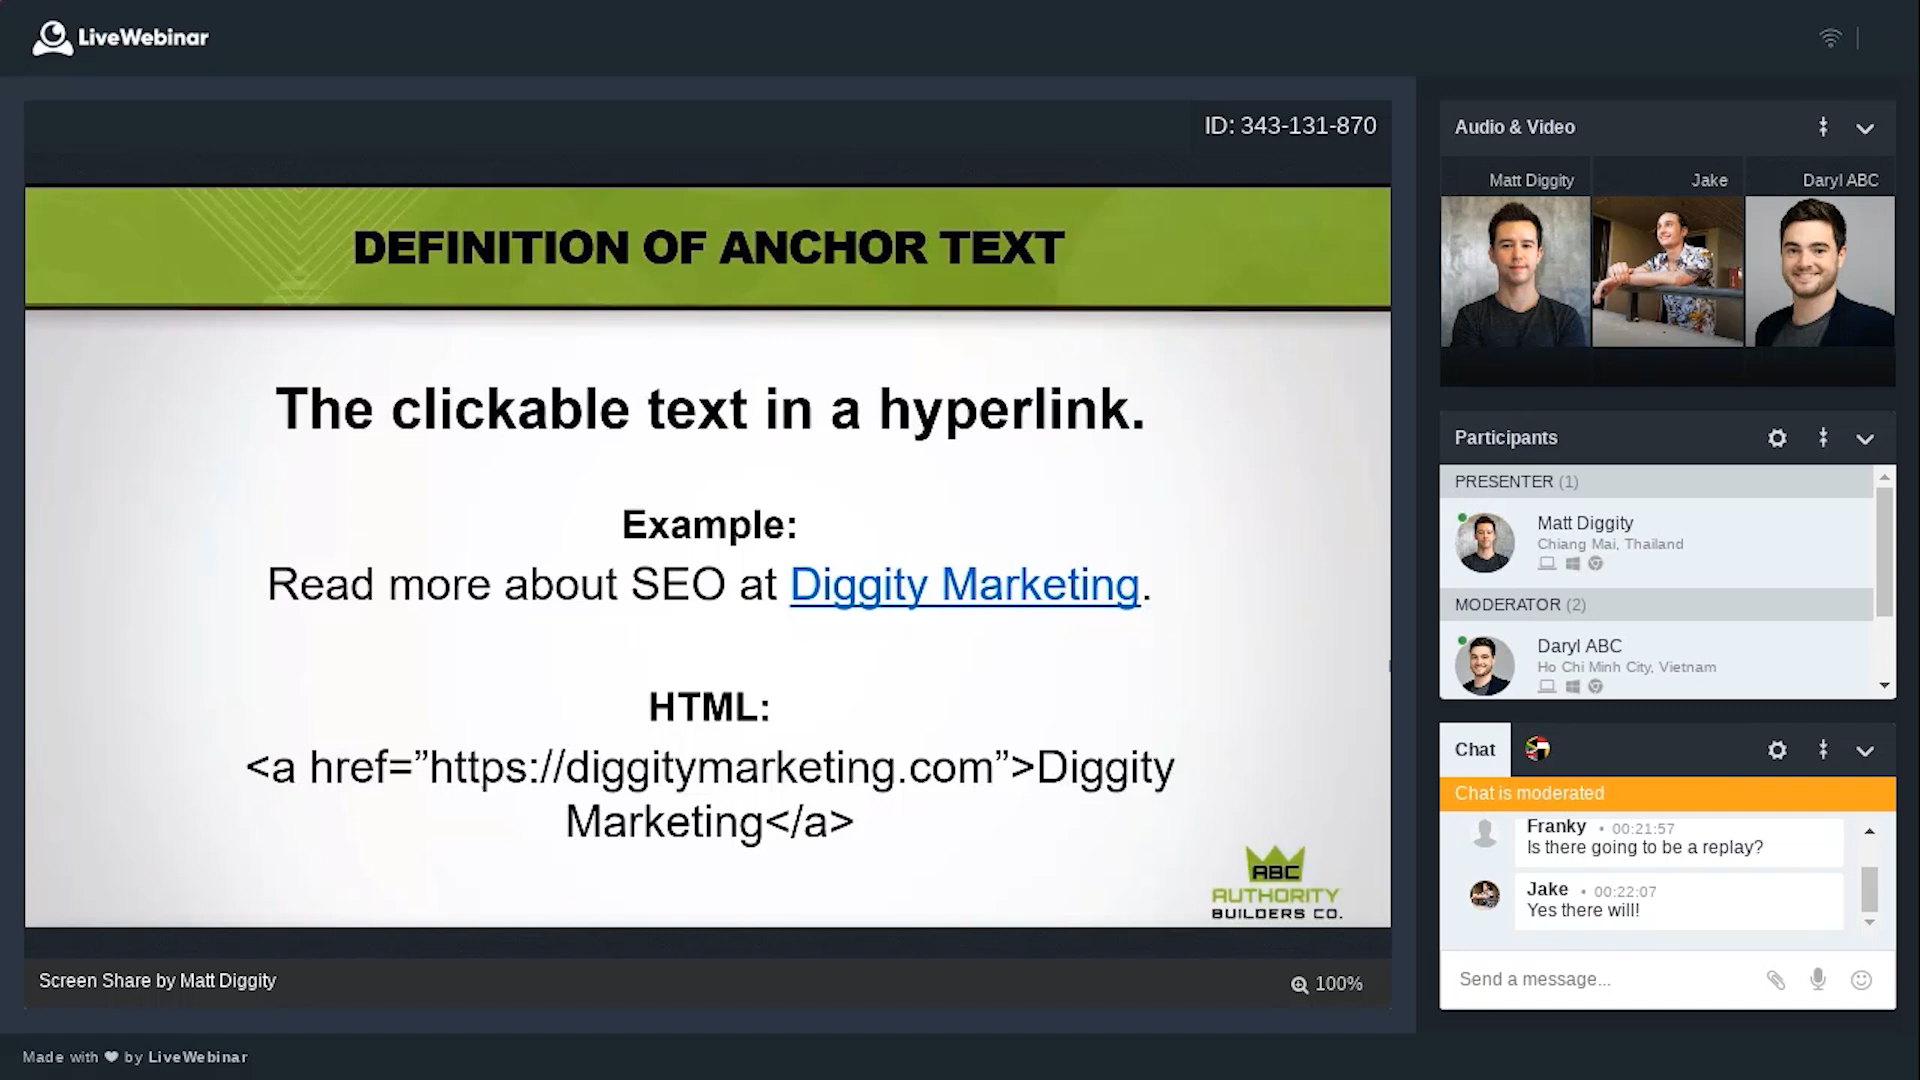 LiveWebinar
ID: 343-131-870
DEFINITION OF ANCHOR TEXT
The clickable text in a hyperlink.
Example:
Read more about SEO at Diggity Marketing.
HTML:
<a href=”https://diggitymarketing.com”>Diggity
Marketing</a>
ABC
AUTHORITY
BUILDERS CO.
Screen Share by Matt Diggity
100%
Audio & Video
Matt Diggity
Jake
Daryl ABC
Participants
PRESENTER (1)
Matt Diggity
Chiang Mai, Thailand
MODERATOR (2)
Daryl ABC
Ho Chi Minh City, Vietnam
Chat
Chat is moderated
Franky • 00:21:57
Is there going to be a replay?
Jake • 00:22:07
Yes there will!
Send a message...
Made with ♥ by LiveWebinar